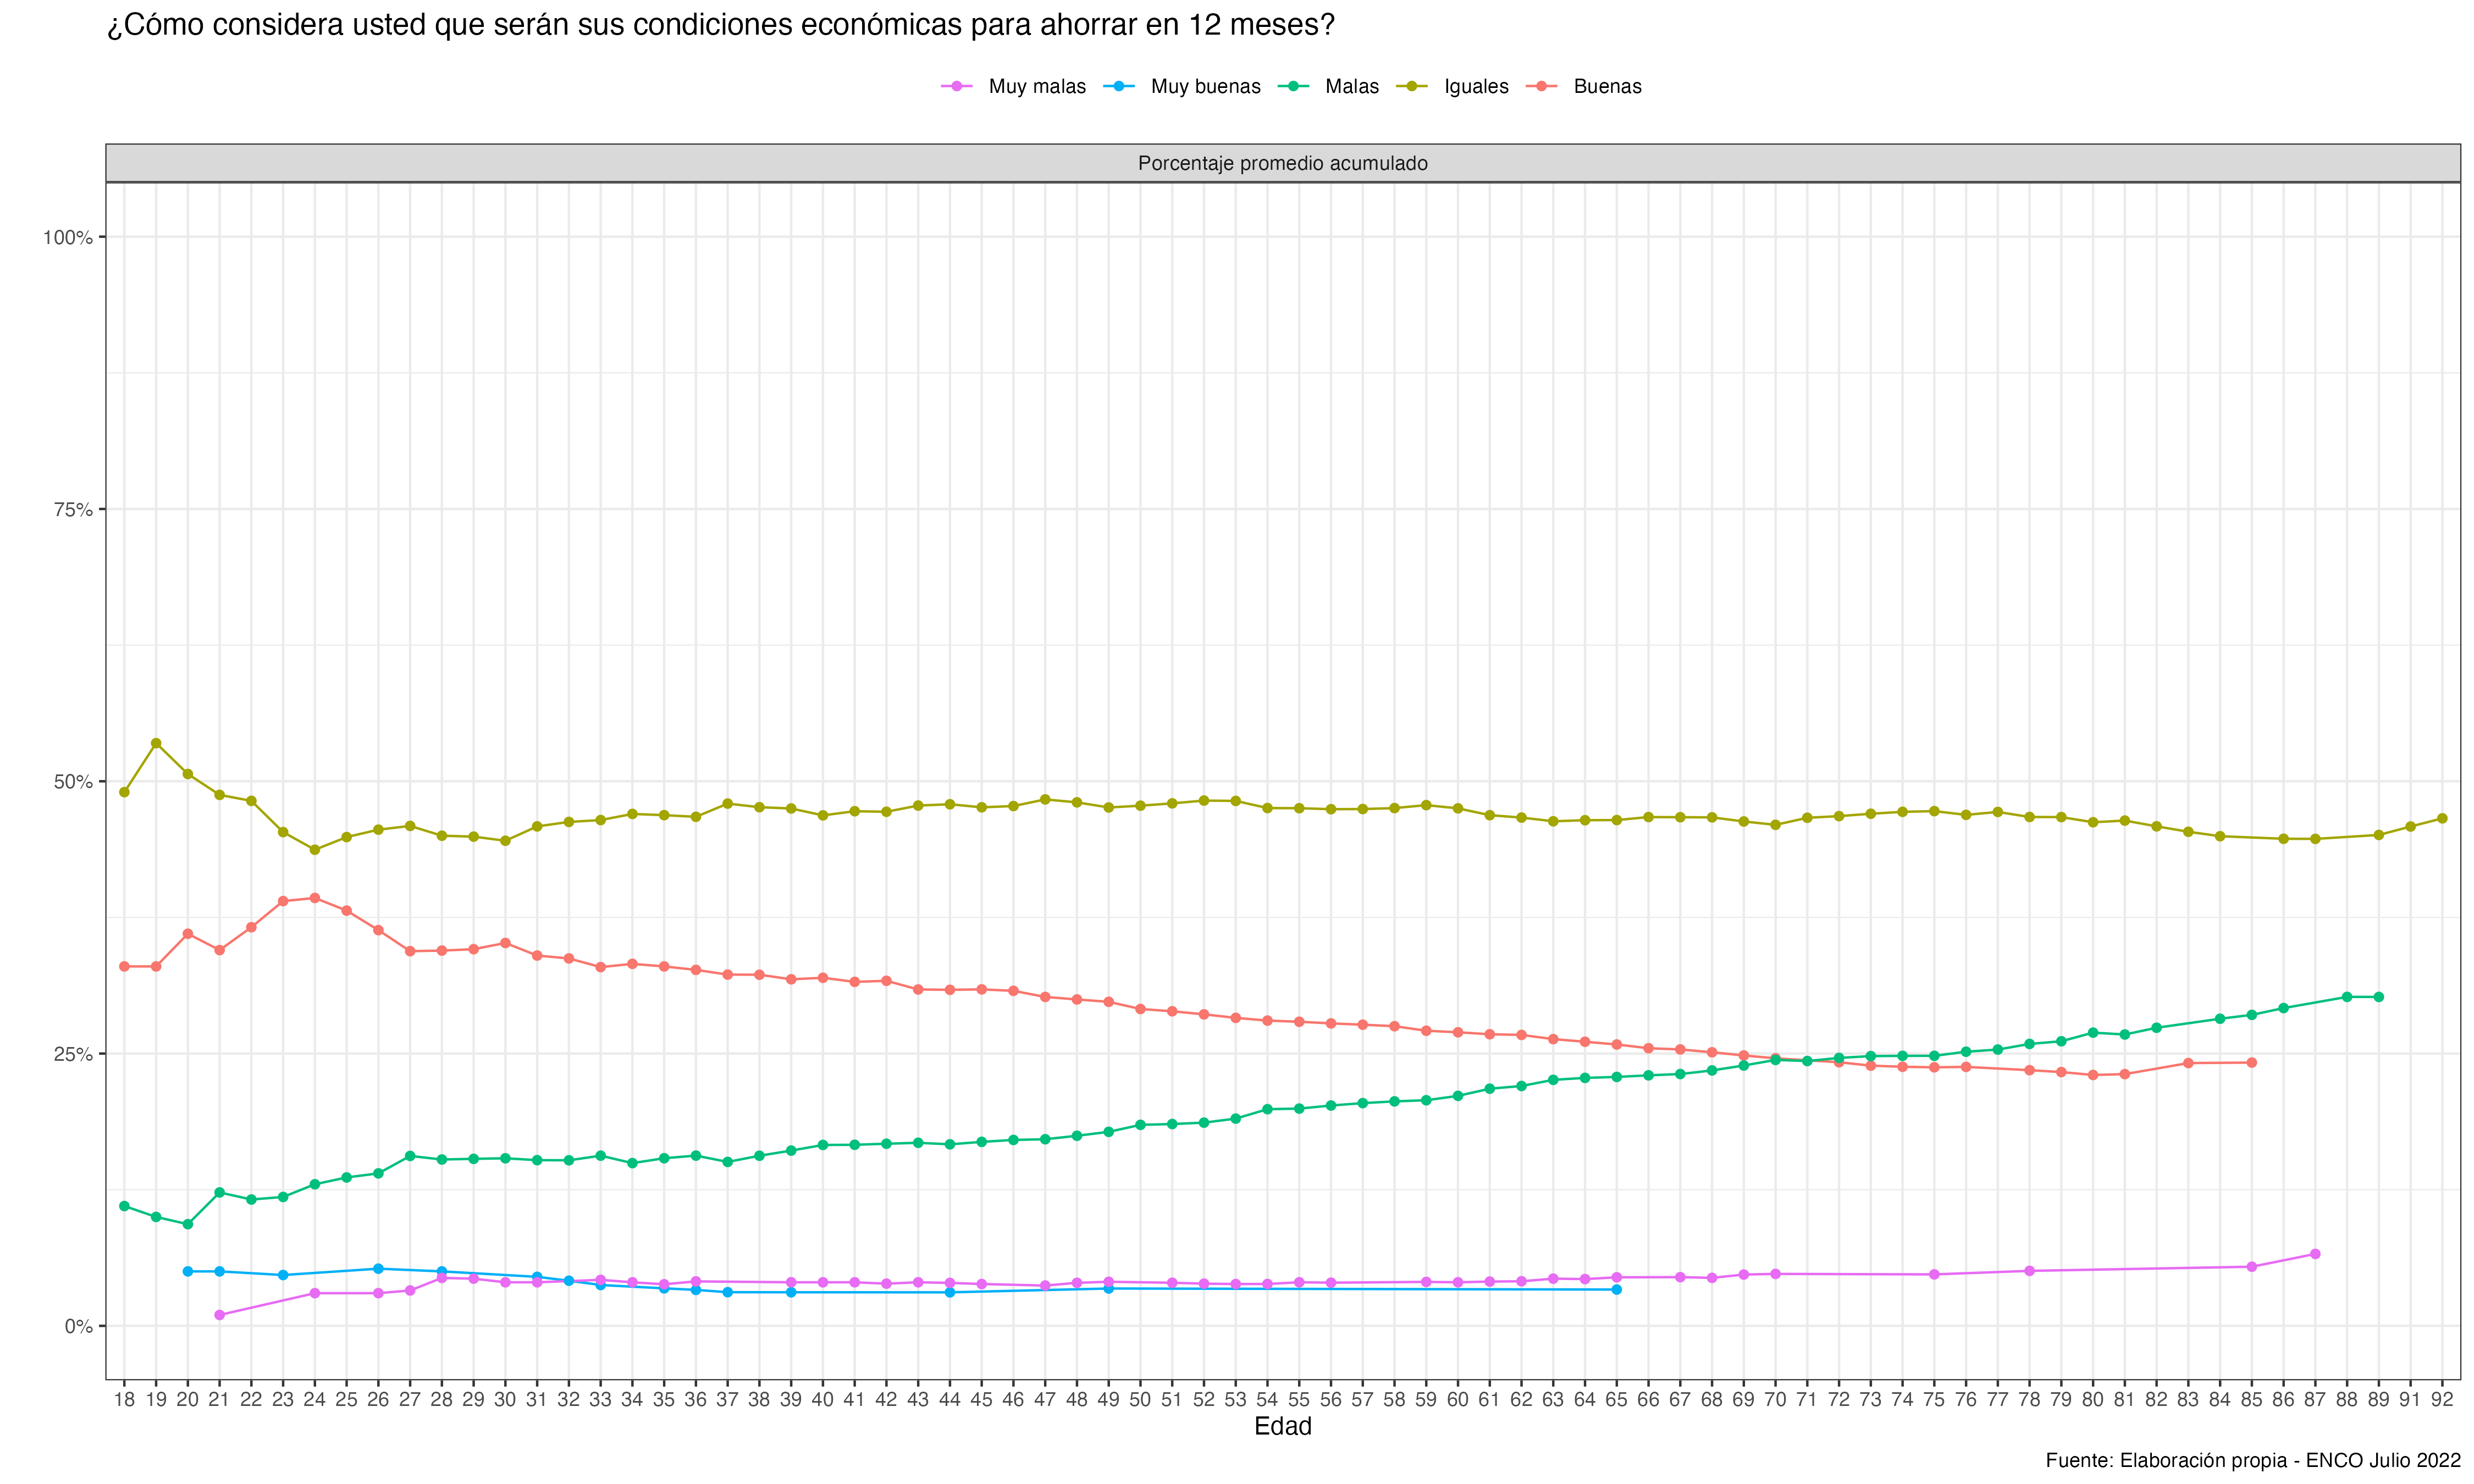 ¿Cómo considera usted que serán sus condiciones económicas para ahorrar en 12 meses?
Muy malas Muy buenas Malas Iguales Buenas
Porcentaje promedio acumulado
100%
75%
50%
25%
0%
18 19 20 21 22 23 24 25 26 27 28 29 30 31 32 33 34 35 36 37 38 39 40 41 42 43 44 45 46 47 48 49 50 51 52 53 54 55 56 57 58 59 60 61 62 63 64 65 66 67 68 69 70 71 72 73 74 75 76 77 78 79 80 81 82 83 84 85 86 87 88 89 91 92
Edad
Fuente: Elaboración propia - ENCO Julio 2022